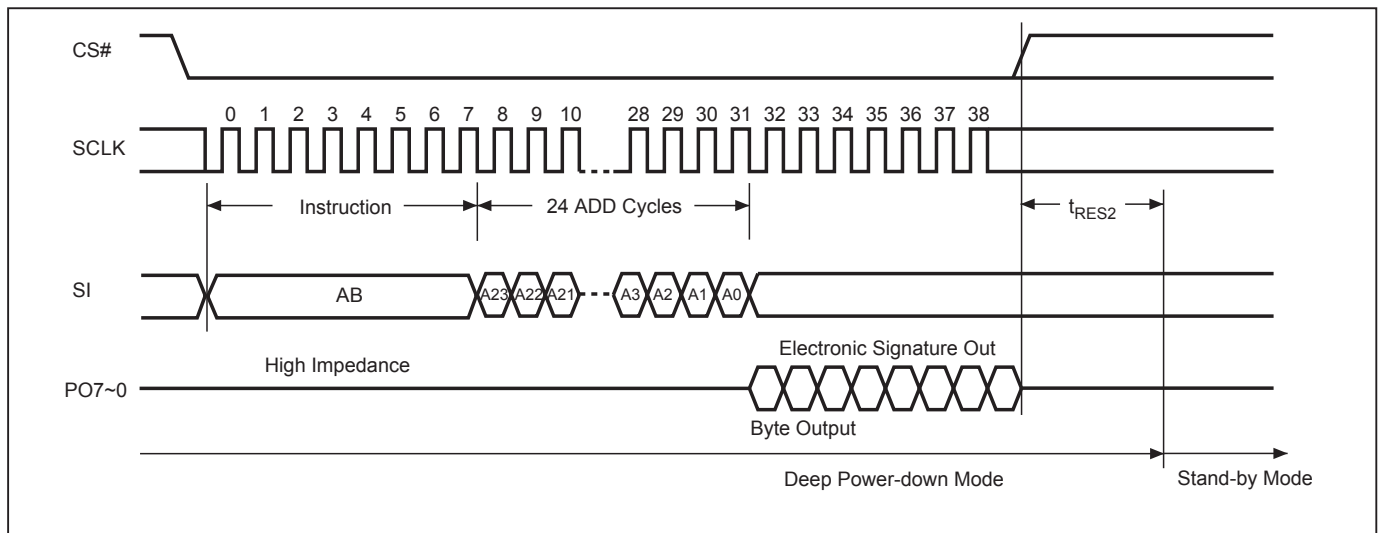 CS#
0 1 2 3 4 5 6 7 8 9 10 28 29 30 31 32 33 34 35 36 37 38
SCLK
Instruction 24 ADD Cycles tRES2
SI AB A23 A22 A21 A3 A2 A1 A0
Electronic Signature Out
High Impedance
PO7~0
Byte Output
Deep Power-down Mode Stand-by Mode